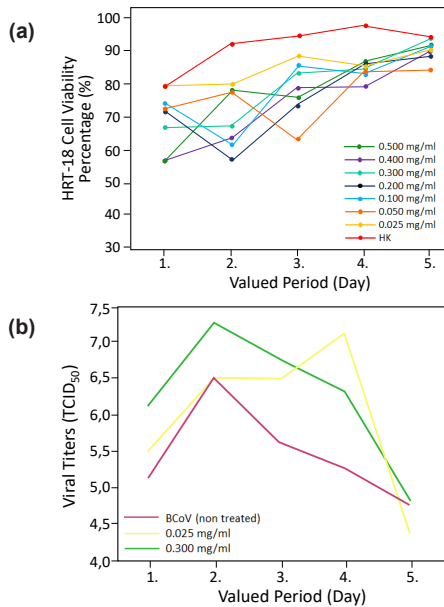 (a)
HRT-18 Cell Viability
Percentage (%)
100
90
80
70
60
50
40
30
0.500 mg/ml
0.400 mg/ml
0.300 mg/ml
0.200 mg/ml
0.100 mg/ml
0.050 mg/ml
0.025 mg/ml
HK
1. 2. 3. 4. 5.
Valued Period (Day)
(b)
Viral Titers (TCID50)
7,5
7,0
6,5
6,0
5,5
5,0
4,5
4,0
BCoV (non treated)
0.025 mg/ml
0.300 mg/ml
1. 2. 3. 4. 5.
Valued Period (Day)